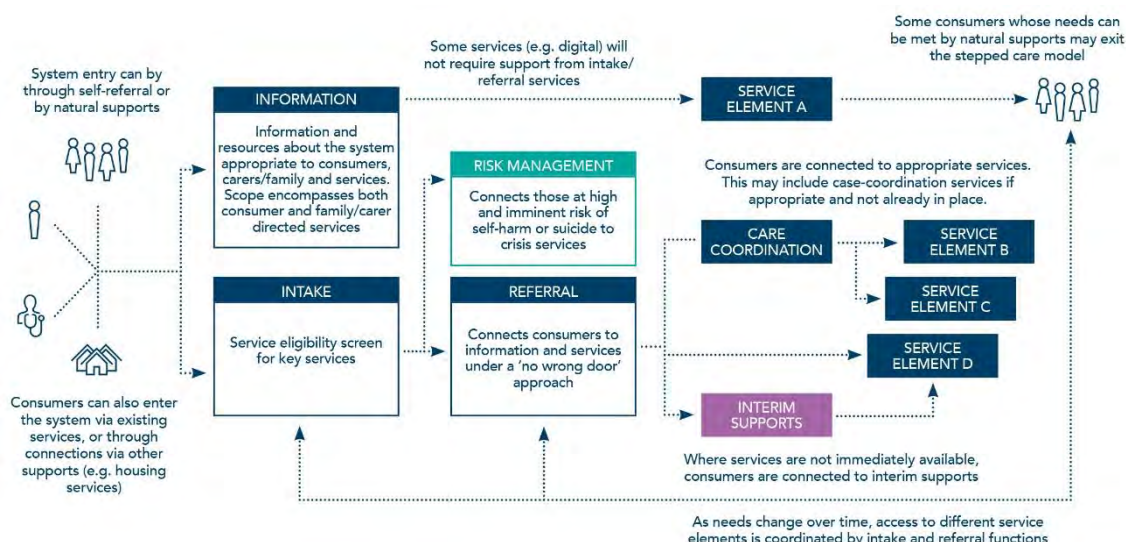 System entry can by
through self-referral or
by natural supports
Consumers can also enter
the system via existing
services, or through
connections via other
supports (e.g. housing
services)
INFORMATION
Information and
resources about the system
appropriate to consumers,
carers/family and services.
Scope encompasses both
consumer and family/carer
directed services
INTAKE
Service eligibility screen
for key services
Some services (e.g. digital) will
not require support from intake/
referral services
RISK MANAGEMENT
Connects those at high
and imminent risk of
self-harm or suicide to
crisis services
REFERRAL
Connects consumers to
information and services
under a 'no wrong door'
approach
SERVICE
ELEMENT A
Some consumers whose needs can
be met by natural supports may exit
the stepped care model
Consumers are connected to appropriate services.
This may include case-coordination services if
appropriate and not already in place.
CARE
COORDINATION
SERVICE
ELEMENT B
SERVICE
ELEMENT C
SERVICE
ELEMENT D
INTERIM
SUPPORTS
Where services are not immediately available,
consumers are connected to interim supports
As needs change over time, access to different service
elements is coordinated by intake and referral functions